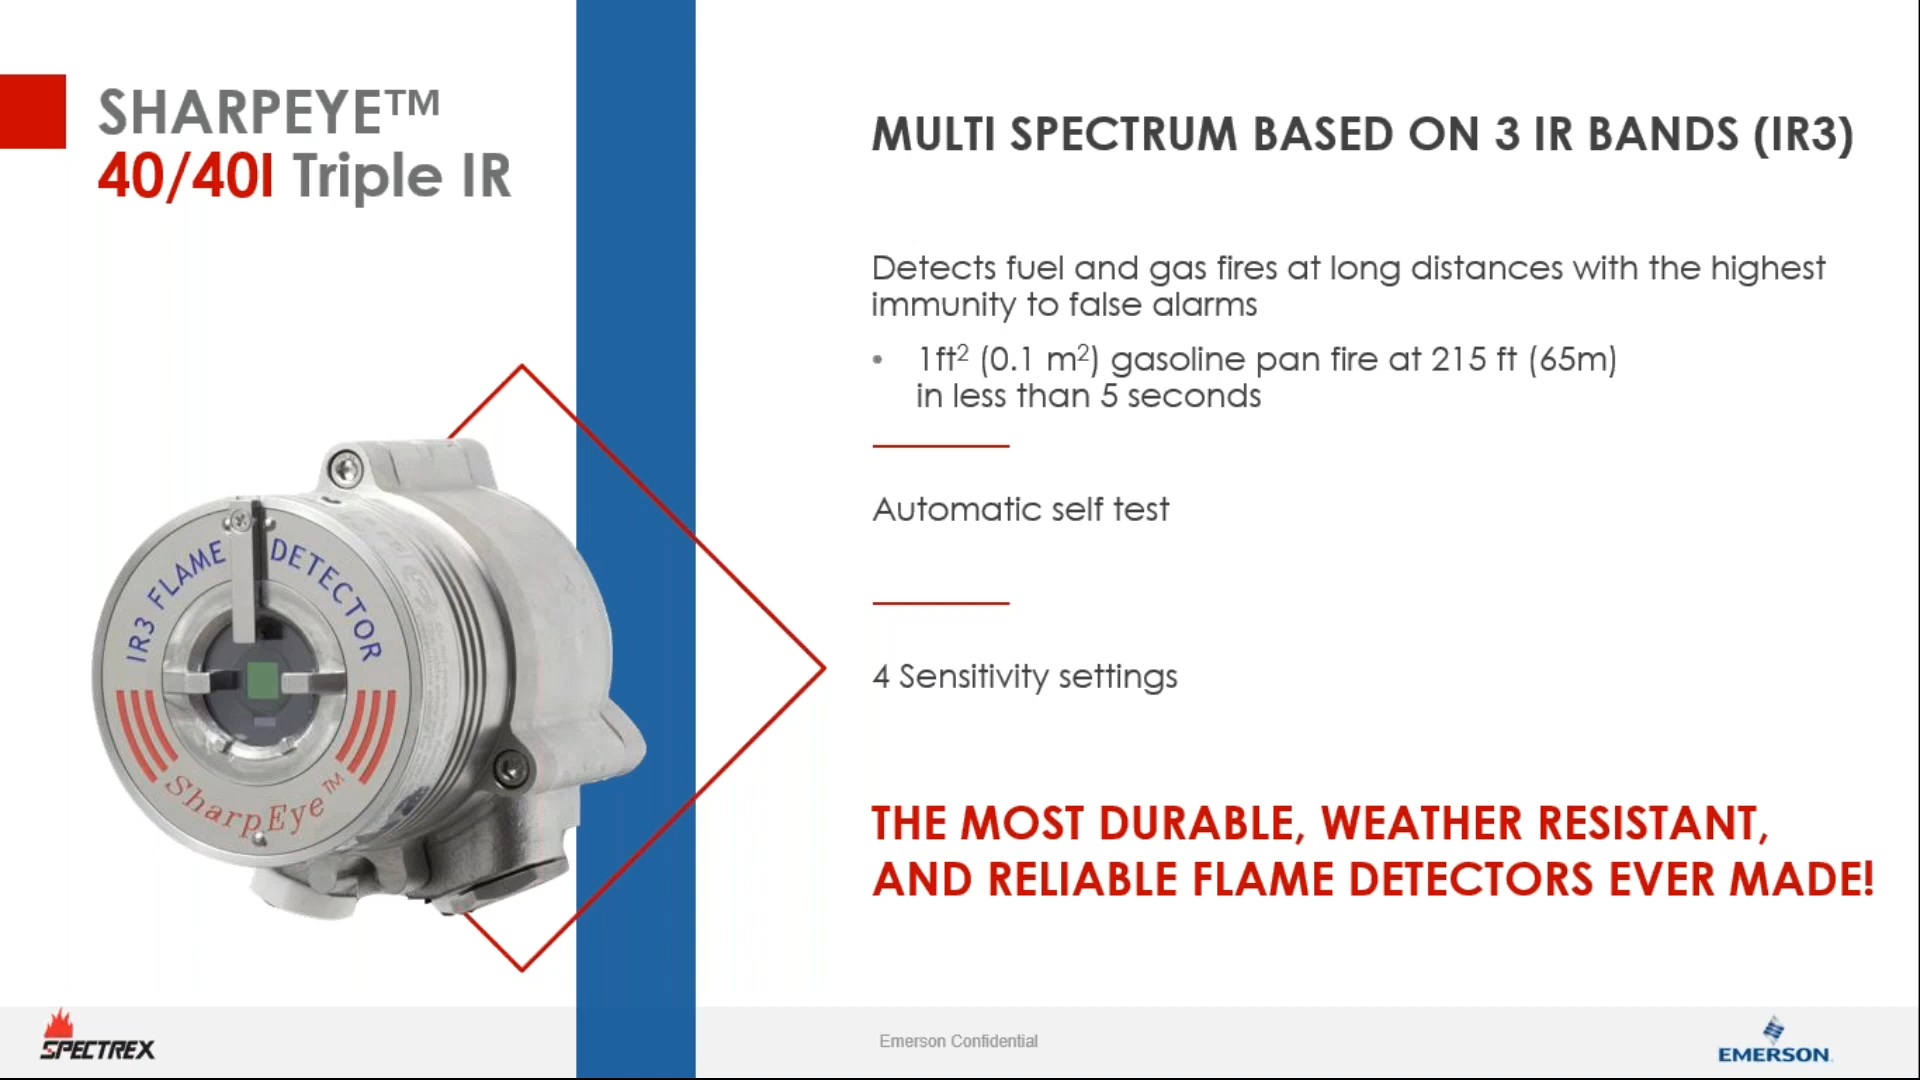 SHARPEYE™
40/40I Triple IR
MULTI SPECTRUM BASED ON 3 IR BANDS (IR3)
Detects fuel and gas fires at long distances with the highest
immunity to false alarms
• 1ft² (0.1 m²) gasoline pan fire at 215 ft (65m)
in less than 5 seconds
Automatic self test
4 Sensitivity settings
THE MOST DURABLE, WEATHER RESISTANT,
AND RELIABLE FLAME DETECTORS EVER MADE!
IR3 FLAME DETECTOR
SharpEye™
SPECTREX
Emerson Confidential
EMERSON